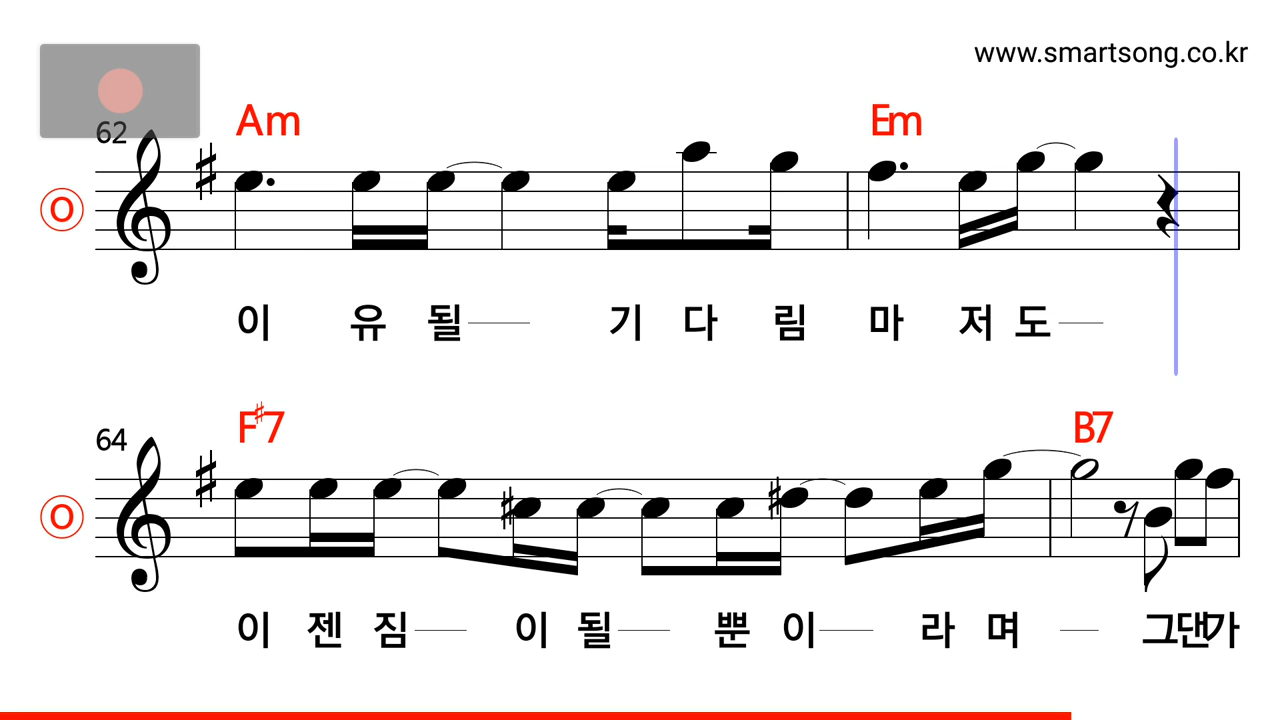 www.smartsong.co.kr
62
Am Em
O
이 유 될 기 다 림 마 저 도
64
F♯7 B7
O
이 젠 짐 이 될 뿐 이 라 며 그댄가